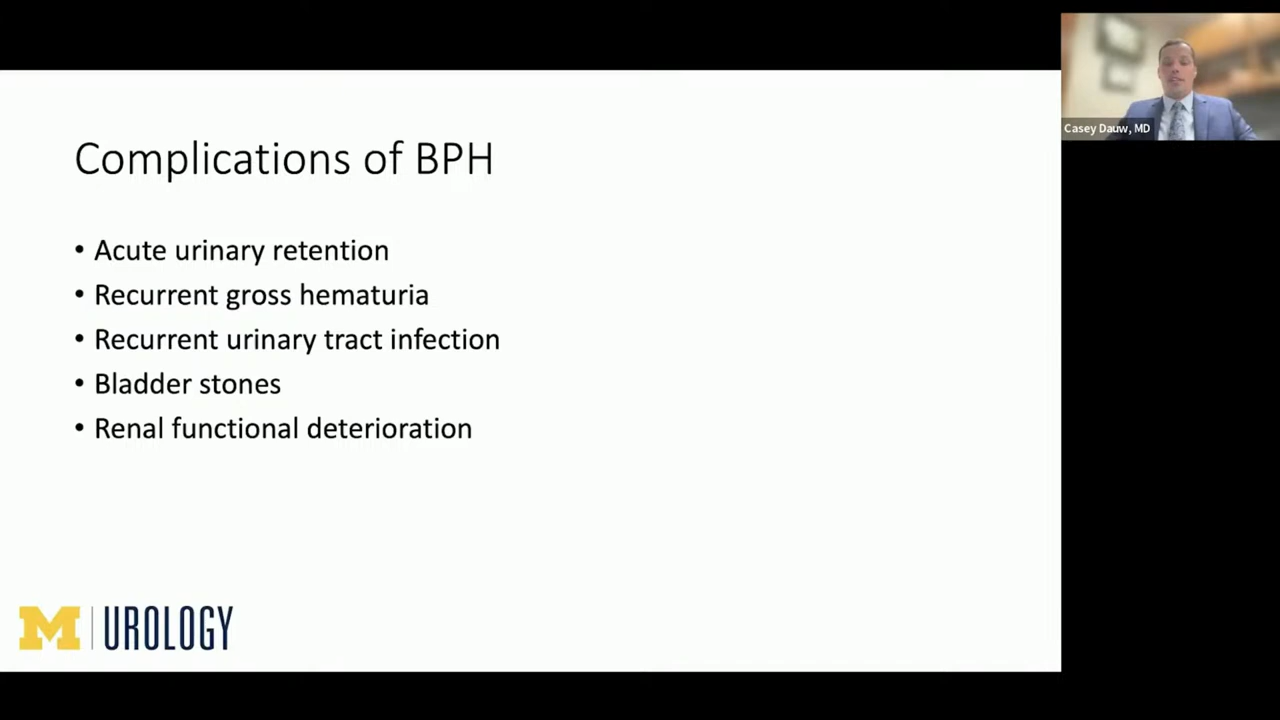 Complications of BPH
• Acute urinary retention
• Recurrent gross hematuria
• Recurrent urinary tract infection
• Bladder stones
• Renal functional deterioration
M | UROLOGY
Casey Dauw, MD